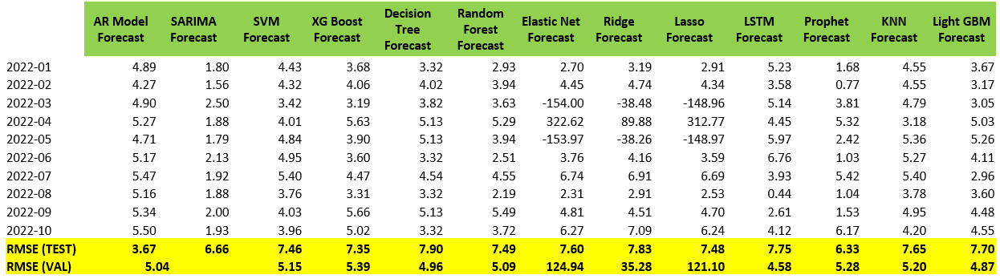 AR Model Forecast SARIMA Forecast SVM Forecast XG Boost Forecast Decision Tree Forecast Random Forest Forecast Elastic Net Forecast Ridge Forecast Lasso Forecast LSTM Forecast Prophet Forecast KNN Forecast Light GBM Forecast
2022-01 4.89 1.80 4.43 3.68 3.32 2.93 2.70 3.19 2.91 5.23 1.68 4.55 3.67
2022-02 4.27 1.56 4.32 4.06 4.02 3.94 4.45 4.74 4.34 3.58 0.77 4.55 3.17
2022-03 4.90 2.50 3.42 3.19 3.82 3.63 -154.00 -38.48 -148.96 5.14 3.81 4.79 3.05
2022-04 5.27 1.88 4.01 5.63 5.13 5.29 322.62 89.88 312.77 4.45 5.32 3.18 5.03
2022-05 4.71 1.79 4.84 3.90 5.13 3.94 -153.97 -38.26 -148.97 5.97 2.42 5.36 5.26
2022-06 5.17 2.13 4.95 3.60 3.32 2.51 3.76 4.16 3.59 6.76 1.03 5.27 4.11
2022-07 5.47 1.92 5.40 4.47 4.54 4.55 6.74 6.91 6.69 3.93 5.42 5.40 2.96
2022-08 5.16 1.88 3.76 3.31 3.32 2.19 2.31 2.91 2.53 0.44 1.04 3.78 3.60
2022-09 5.34 2.00 4.03 5.66 5.13 5.49 4.81 4.51 4.70 2.61 1.53 4.95 4.48
2022-10 5.50 1.93 3.96 5.02 3.32 3.72 6.27 7.09 6.24 4.12 6.17 4.20 4.55
RMSE (TEST) 3.67 6.66 7.46 7.35 7.90 7.49 7.60 7.83 7.48 7.75 6.33 7.65 7.70
RMSE (VAL) 5.04 5.15 5.39 4.96 5.09 124.94 35.28 121.10 4.58 5.28 5.20 4.87